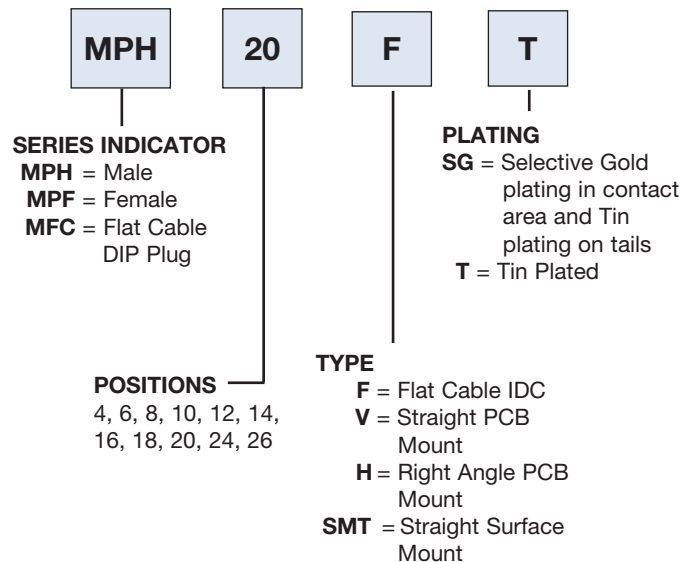 MPH 20 F T
SERIES INDICATOR
MPH = Male
MPF = Female
MFC = Flat Cable
DIP Plug
PLATING
SG = Selective Gold
plating in contact
area and Tin
plating on tails
T = Tin Plated
POSITIONS
4, 6, 8, 10, 12, 14,
16, 18, 20, 24, 26
TYPE
F = Flat Cable IDC
V = Straight PCB
Mount
H = Right Angle PCB
Mount
SMT = Straight Surface
Mount